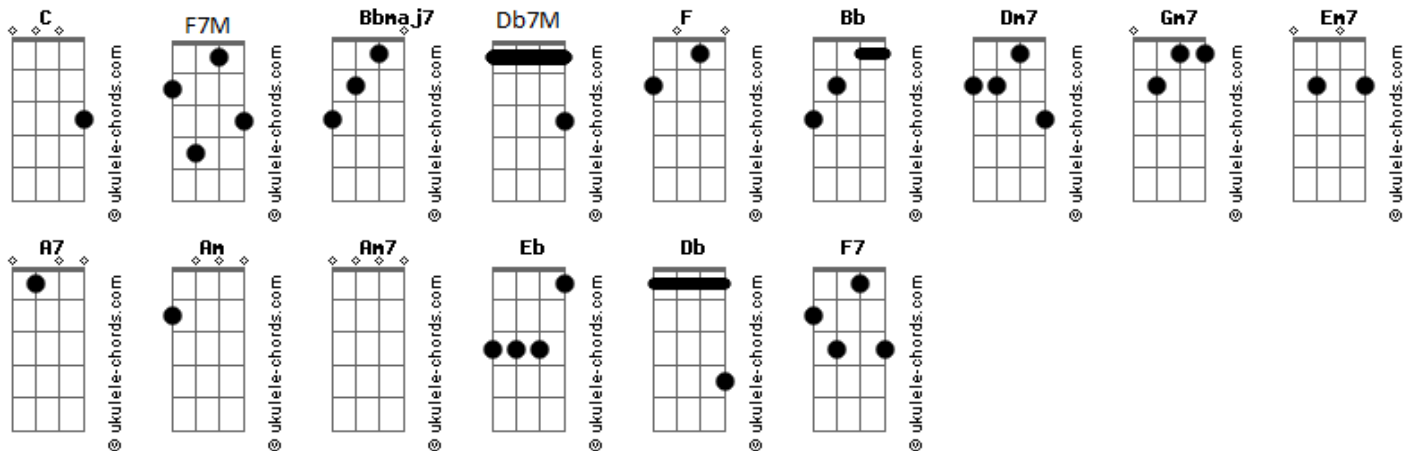 C F7M Bbmaj7 Db7M F Bb Dm7 Gm7 Em7
© ukulele-chords.com © ukulele-chords.com © ukulele-chords.com © ukulele-chords.com © ukulele-chords.com © ukulele-chords.com © ukulele-chords.com © ukulele-chords.com © ukulele-chords.com
A7 Am Am7 Eb Db F7
© ukulele-chords.com © ukulele-chords.com © ukulele-chords.com © ukulele-chords.com © ukulele-chords.com © ukulele-chords.com